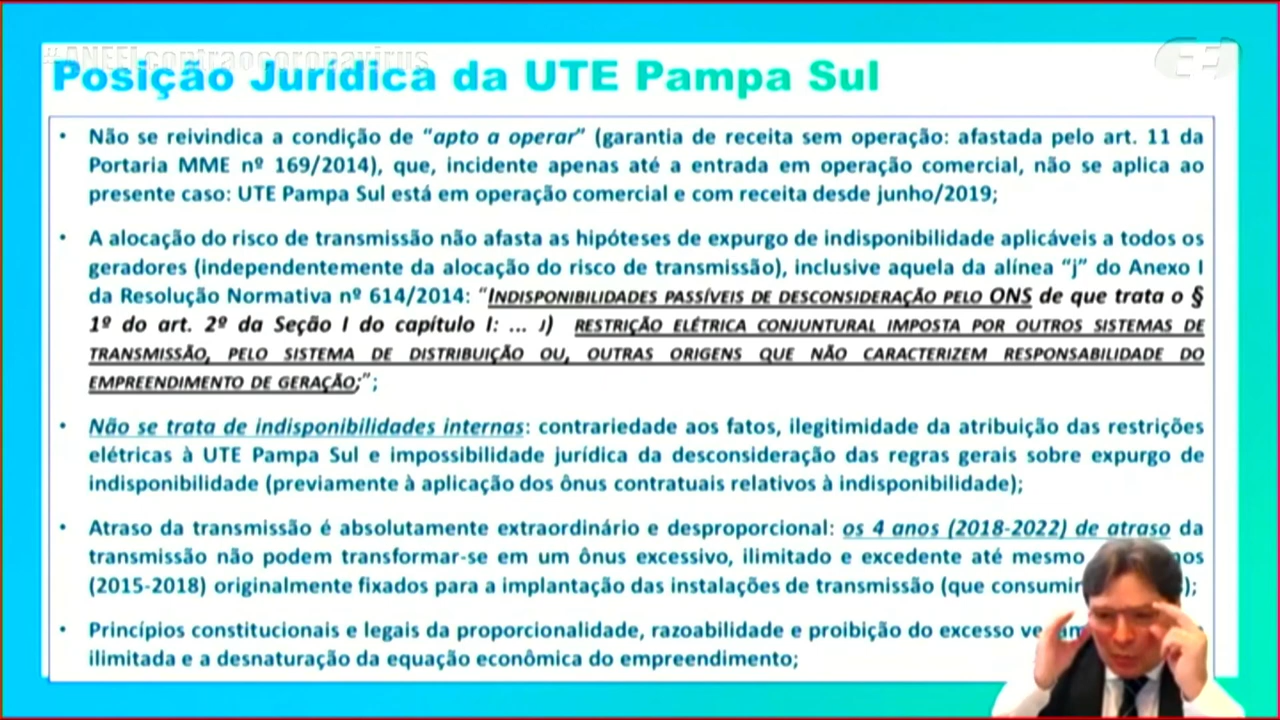 #ANEELcontraocoronavírus
Posição Jurídica da UTE Pampa Sul
• Não se reivindica a condição de “apto a operar” (garantia de receita sem operação: afastada pelo art. 11 da
Portaria MME nº 169/2014), que, incidente apenas até a entrada em operação comercial, não se aplica ao
presente caso: UTE Pampa Sul está em operação comercial e com receita desde junho/2019;
• A alocação do risco de transmissão não afasta as hipóteses de expurgo de indisponibilidade aplicáveis a todos os
geradores (independentemente da alocação do risco de transmissão), inclusive aquela da alínea “j” do Anexo I
da Resolução Normativa nº 614/2014: “INDISPONIBILIDADES PASSÍVEIS DE DESCONSIDERAÇÃO PELO ONS de que trata o §
1º do art. 2º da Seção I do capítulo I: ... J) RESTRIÇÃO ELÉTRICA CONJUNTURAL IMPOSTA POR OUTROS SISTEMAS DE
TRANSMISSÃO, PELO SISTEMA DE DISTRIBUIÇÃO OU, OUTRAS ORIGENS QUE NÃO CARACTERIZEM RESPONSABILIDADE DO
EMPREENDIMENTO DE GERAÇÃO;”;
• Não se trata de indisponibilidades internas: contrariedade aos fatos, ilegitimidade da atribuição das restrições
elétricas à UTE Pampa Sul e impossibilidade jurídica da desconsideração das regras gerais sobre expurgo de
indisponibilidade (previamente à aplicação dos ônus contratuais relativos à indisponibilidade);
• Atraso da transmissão é absolutamente extraordinário e desproporcional: os 4 anos (2018-2022) de atraso da
transmissão não podem transformar-se em um ônus excessivo, ilimitado e excedente até mesmo
(2015-2018) originalmente fixados para a implantação das instalações de transmissão (que );
• Princípios constitucionais e legais da proporcionalidade, razoabilidade e proibição do excesso
ilimitada e a desnaturação da equação econômica do empreendimento;